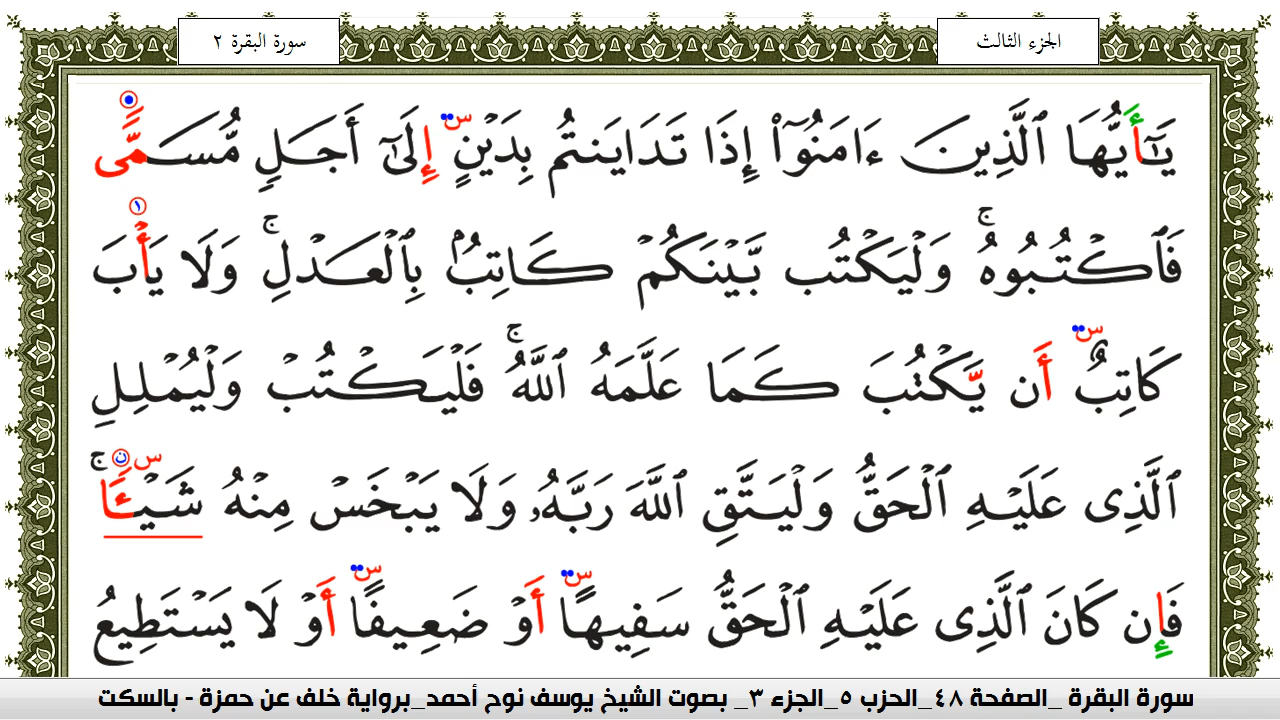 الجزء الثالث
سورة البقرة ٢
يَٰٓأَيُّهَا ٱلَّذِينَ ءَامَنُوٓا۟ إِذَا تَدَايَنتُم بِدَيْنٍ إِلَىٰٓ أَجَلٍ مُّسَمًّى
فَٱكْتُبُوهُ ۚ وَلْيَكْتُب بَّيْنَكُمْ كَاتِبٌۢ بِٱلْعَدْلِ ۚ وَلَا يَأْبَ
كَاتِبٌ أَن يَّكْتُبَ كَمَا عَلَّمَهُ ٱللَّهُ ۚ فَلْيَكْتُبْ وَلْيُمْلِلِ
ٱلَّذِى عَلَيْهِ ٱلْحَقُّ وَلْيَتَّقِ ٱللَّهَ رَبَّهُۥ وَلَا يَبْخَسْ مِنْهُ شَيْـًٔا ۚ
فَإِن كَانَ ٱلَّذِى عَلَيْهِ ٱلْحَقُّ سَفِيهًا أَوْ ضَعِيفًا أَوْ لَا يَسْتَطِيعُ
سورة البقرة _الصفحة ٤٨_الحزب ٥_الجزء ٣_ بصوت الشيخ يوسف نوح أحمد_برواية خلف عن حمزة - بالسكت